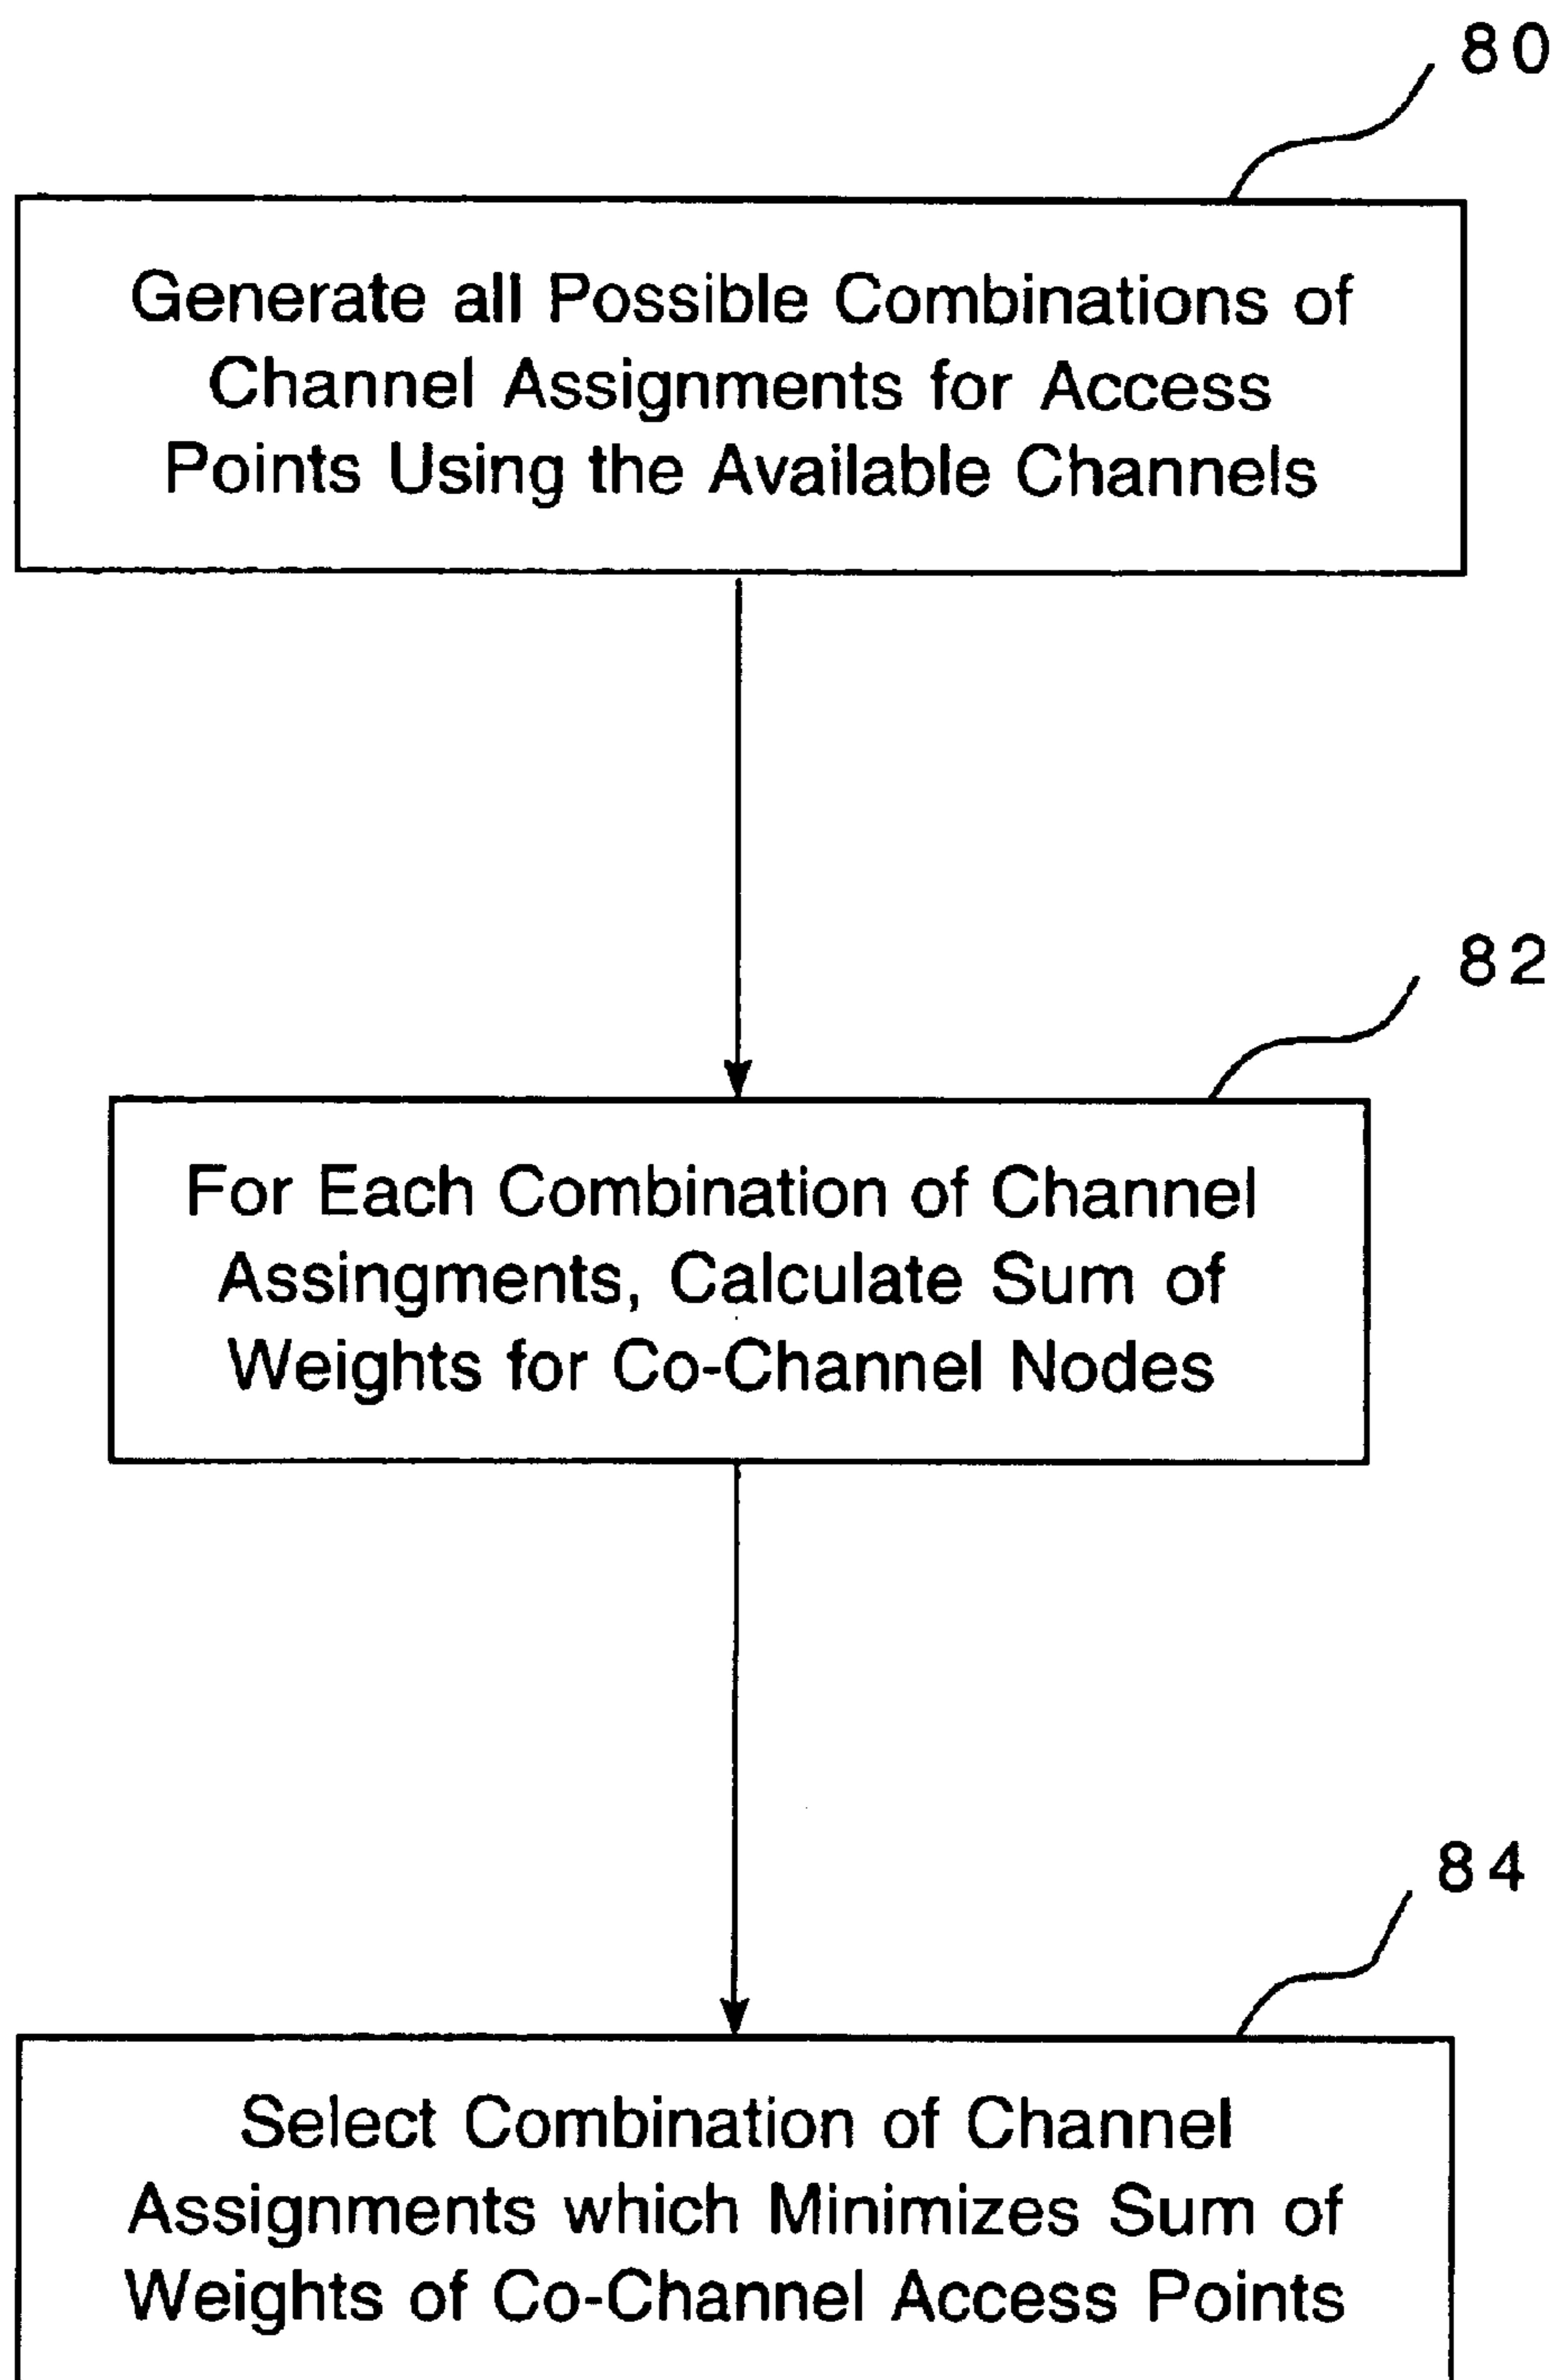 80
Generate all Possible Combinations of
Channel Assignments for Access
Points Using the Available Channels
82
For Each Combination of Channel
Assingments, Calculate Sum of
Weights for Co-Channel Nodes
84
Select Combination of Channel
Assignments which Minimizes Sum of
Weights of Co-Channel Access Points